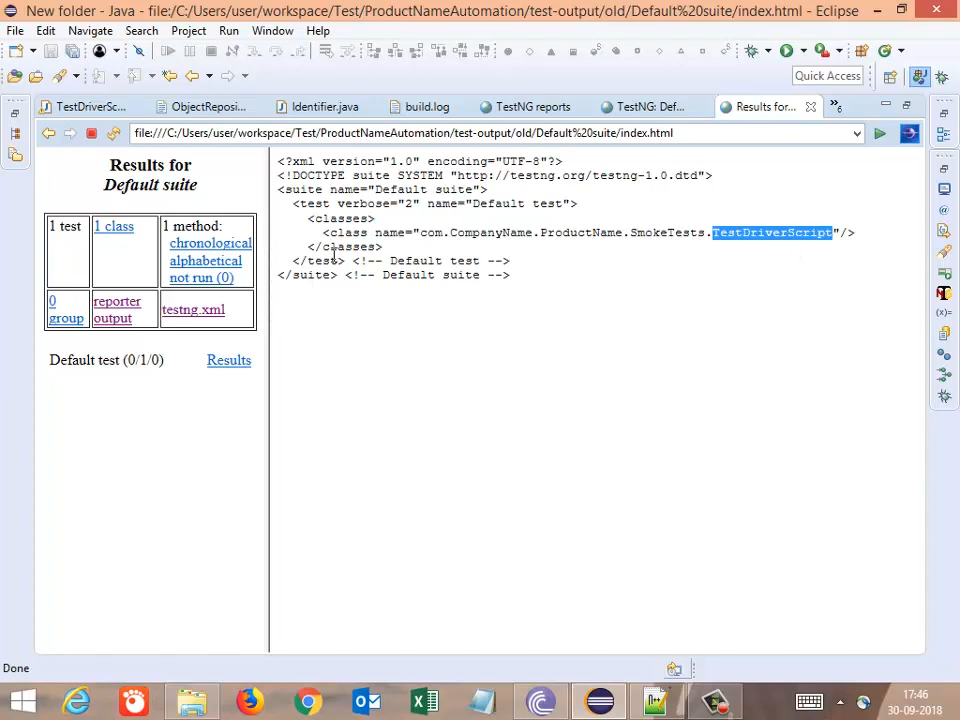 New folder - Java - file:/C:/Users/user/workspace/Test/ProductNameAutomation/test-output/old/Default%20suite/index.html - Eclipse
File Edit Navigate Search Project Run Window Help
Quick Access
TestDriverSc... ObjectReposi... Identifier.java build.log TestNG reports TestNG: Def... Results for... »6
file:///C:/Users/user/workspace/Test/ProductNameAutomation/test-output/old/Default%20suite/index.html
Results for
Default suite
1 test 1 class 1 method:
chronological
alphabetical
not run (0)
0 group reporter output testng.xml
Default test (0/1/0) Results
<?xml version="1.0" encoding="UTF-8"?>
<!DOCTYPE suite SYSTEM "http://testng.org/testng-1.0.dtd">
<suite name="Default suite">
<test verbose="2" name="Default test">
<classes>
<class name="com.CompanyName.ProductName.SmokeTests.TestDriverScript"/>
</classes>
</test> <!-- Default test -->
</suite> <!-- Default suite -->
Done
17:46
30-09-2018